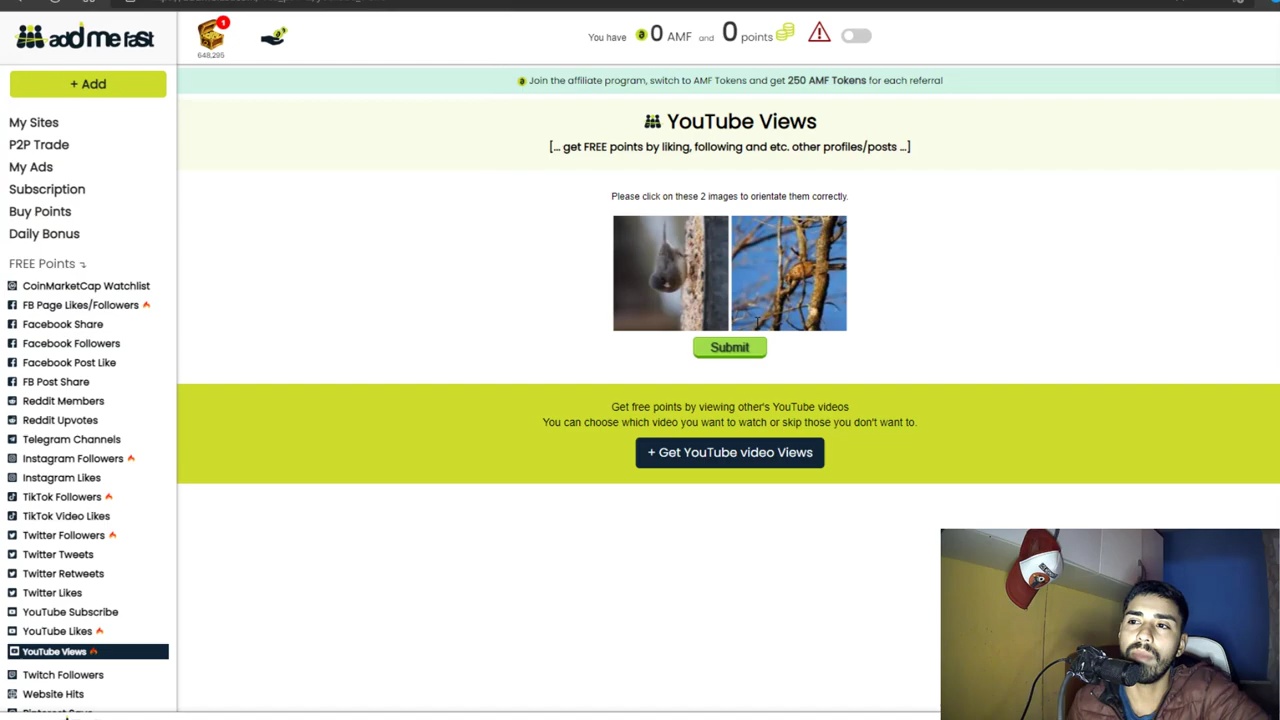 add me fast
1
648,295
You have 0 AMF and 0 points
+ Add
Join the affiliate program, switch to AMF Tokens and get 250 AMF Tokens for each referral
My Sites
P2P Trade
My Ads
Subscription
Buy Points
Daily Bonus
FREE Points
CoinMarketCap Watchlist
FB Page Likes/Followers
Facebook Share
Facebook Followers
Facebook Post Like
FB Post Share
Reddit Members
Reddit Upvotes
Telegram Channels
Instagram Followers
Instagram Likes
TikTok Followers
TikTok Video Likes
Twitter Followers
Twitter Tweets
Twitter Retweets
Twitter Likes
YouTube Subscribe
YouTube Likes
YouTube Views
Twitch Followers
Website Hits
YouTube Views
[... get FREE points by liking, following and etc. other profiles/posts ...]
Please click on these 2 images to orientate them correctly.
Submit
Get free points by viewing other's YouTube videos
You can choose which video you want to watch or skip those you don't want to.
+ Get YouTube video Views